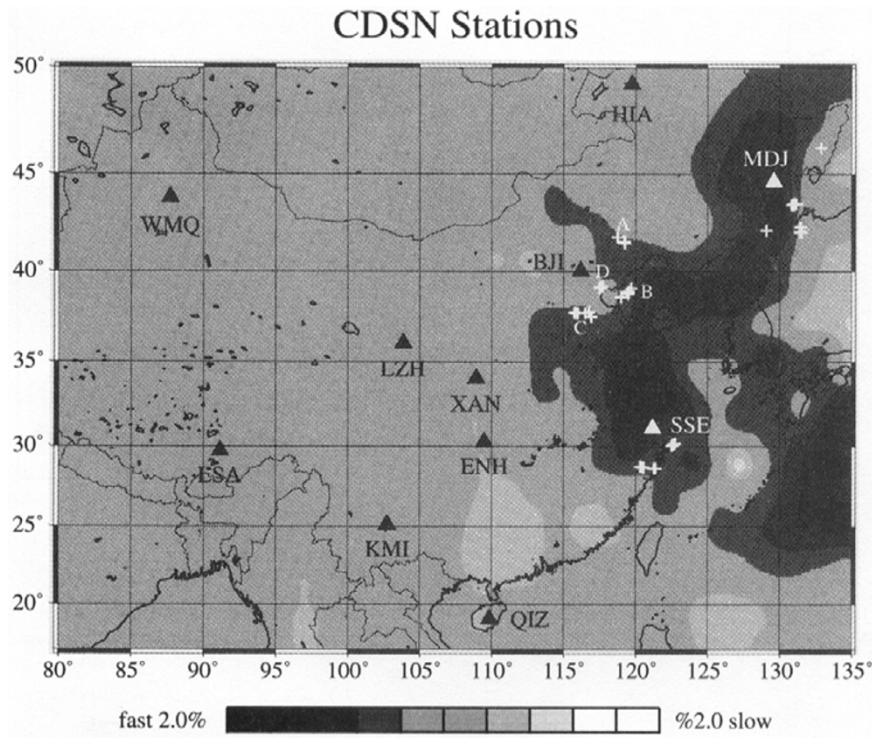 CDSN Stations
50°
HIA
MDJ
45°
WMQ
A
BJI
40°
D
B
C
35°
LZH
XAN
SSE
30°
ESA
ENH
25°
KMI
20°
QIZ
80° 85° 90° 95° 100° 105° 110° 115° 120° 125° 130° 135°
fast 2.0% %2.0 slow